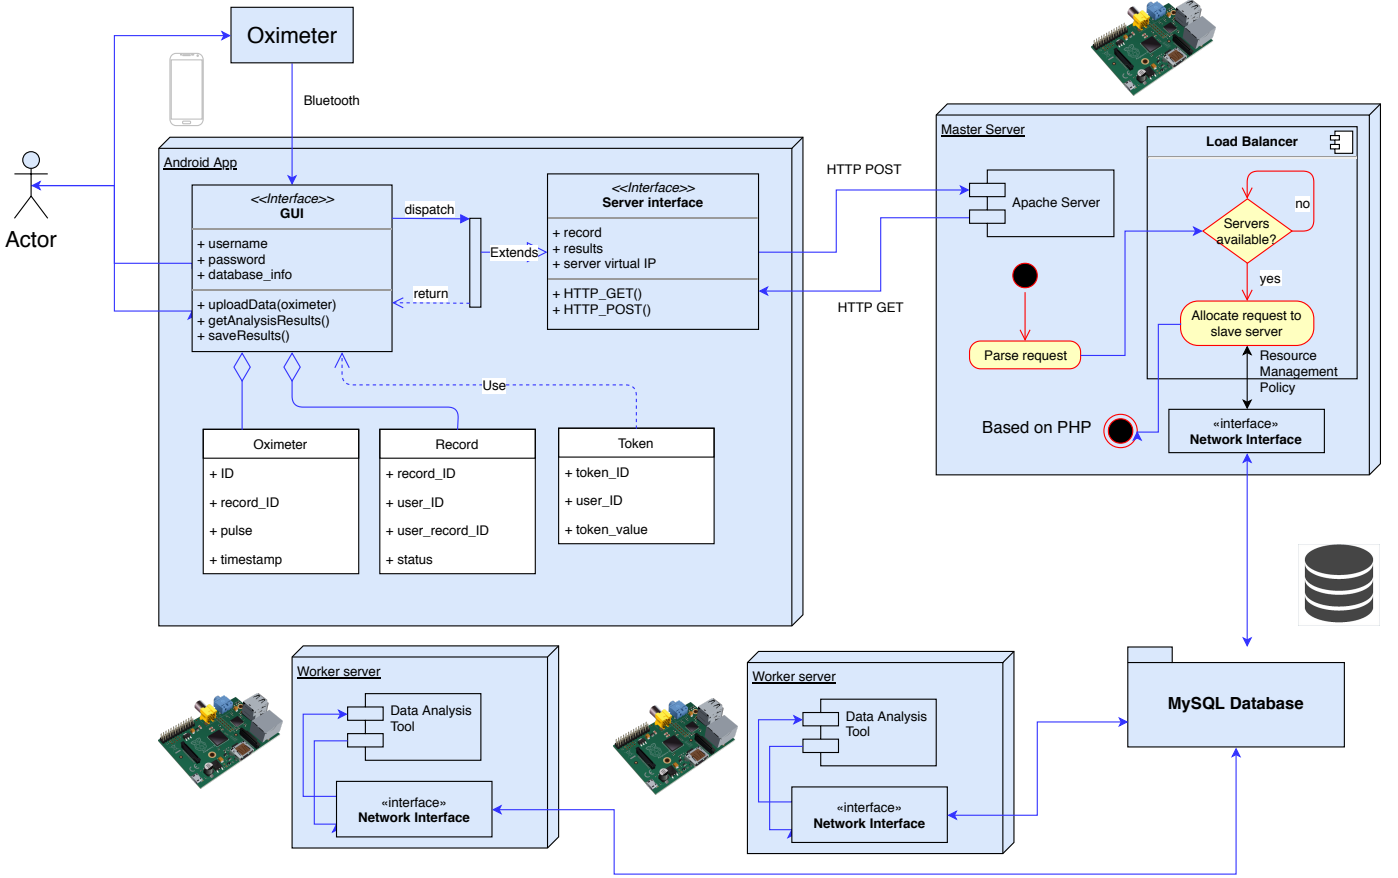 Oximeter
Bluetooth
Actor
Android App
<<Interface>>
GUI
+ username
+ password
+ database_info
+ uploadData(oximeter)
+ getAnalysisResults()
+ saveResults()
dispatch
Extends
return
<<Interface>>
Server interface
+ record
+ results
+ server virtual IP
+ HTTP_GET()
+ HTTP_POST()
Use
Oximeter
+ ID
+ record_ID
+ pulse
+ timestamp
Record
+ record_ID
+ user_ID
+ user_record_ID
+ status
Token
+ token_ID
+ user_ID
+ token_value
HTTP POST
HTTP GET
Master Server
Apache Server
Load Balancer
Servers
available?
no
yes
Parse request
Allocate request to
slave server
Resource
Management
Policy
Based on PHP
«interface»
Network Interface
Worker server
Data Analysis
Tool
«interface»
Network Interface
Worker server
Data Analysis
Tool
«interface»
Network Interface
MySQL Database